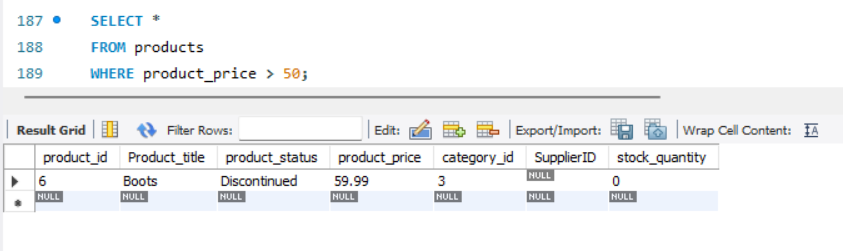 187 SELECT *
188 FROM products
189 WHERE product_price > 50;
Result Grid Filter Rows: Edit: Export/Import: Wrap Cell Content: IA
product_id Product_title product_status product_price category_id SupplierID stock_quantity
6 Boots Discontinued 59.99 3 NULL 0
NULL NULL NULL NULL NULL NULL NULL